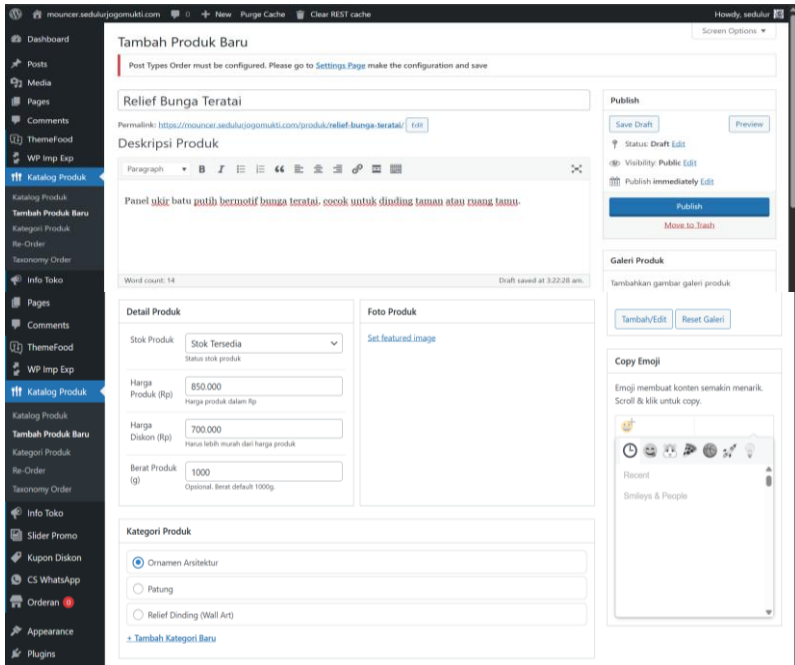 mouncer.sedulurjogomukti.com 0 + New Purge Cache Clear REST cache Howdy, sedulur
Screen Options ▼
Dashboard
Posts
Media
Pages
Comments
ThemeFood
WP Imp Exp
Katalog Produk
Katalog Produk
Tambah Produk Baru
Kategori Produk
Re-Order
Taxonomy Order
Info Toko
Pages
Comments
ThemeFood
WP Imp Exp
Katalog Produk
Katalog Produk
Tambah Produk Baru
Kategori Produk
Re-Order
Taxonomy Order
Info Toko
Slider Promo
Kupon Diskon
CS WhatsApp
Orderan 0
Appearance
Plugins
Tambah Produk Baru
Post Types Order must be configured. Please go to Settings Page make the configuration and save
Relief Bunga Teratai
Permalink: https://mouncer.sedulurjogomukti.com/produk/relief-bunga-teratai/ Edit
Deskripsi Produk
Paragraph
Panel ukir batu putih bermotif bunga teratai, cocok untuk dinding taman atau ruang tamu.
Word count: 14 Draft saved at 3:22:28 am.
Detail Produk
Stok Produk
Stok Tersedia
Status stok produk
Harga Produk (Rp)
850.000
Harga produk dalam Rp
Harga Diskon (Rp)
700.000
Harus lebih murah dari harga produk
Berat Produk (g)
1000
Opsional. Berat default 1000g.
Foto Produk
Set featured image
Kategori Produk
Ornamen Arsitektur
Patung
Relief Dinding (Wall Art)
+ Tambah Kategori Baru
Publish
Save Draft Preview
Status: Draft Edit
Visibility: Public Edit
Publish immediately Edit
Publish
Move to Trash
Galeri Produk
Tambahkan gambar galeri produk
Tambah/Edit Reset Galeri
Copy Emoji
Emoji membuat konten semakin menarik.
Scroll & klik untuk copy.
Recent
Smileys & People